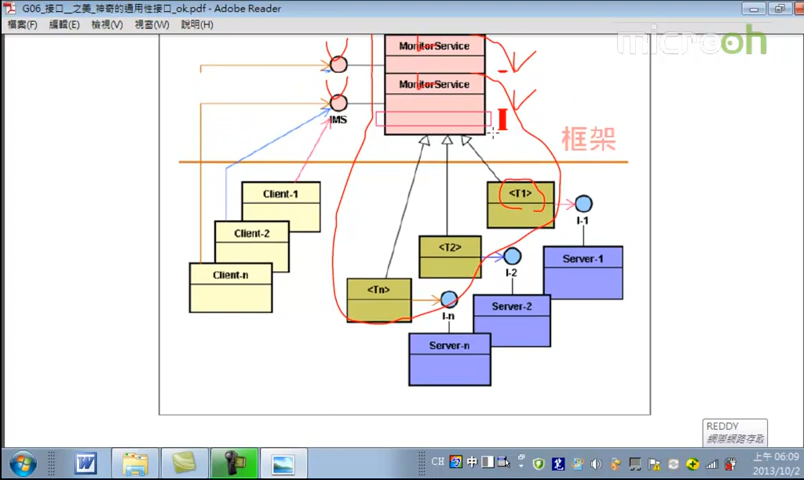 G06_接口__之美_神奇的通用性接口_ok.pdf - Adobe Reader
檔案(F) 編輯(E) 檢視(V) 視窗(W) 說明(H)
microoh
MonitorService
MonitorService
IMS
I
框架
Client-1
Client-2
Client-n
<T1>
<T2>
<Tn>
I-1
I-2
I-n
Server-1
Server-2
Server-n
REDDY
網際網路存取
CH 中
上午 06:09
2013/10/2